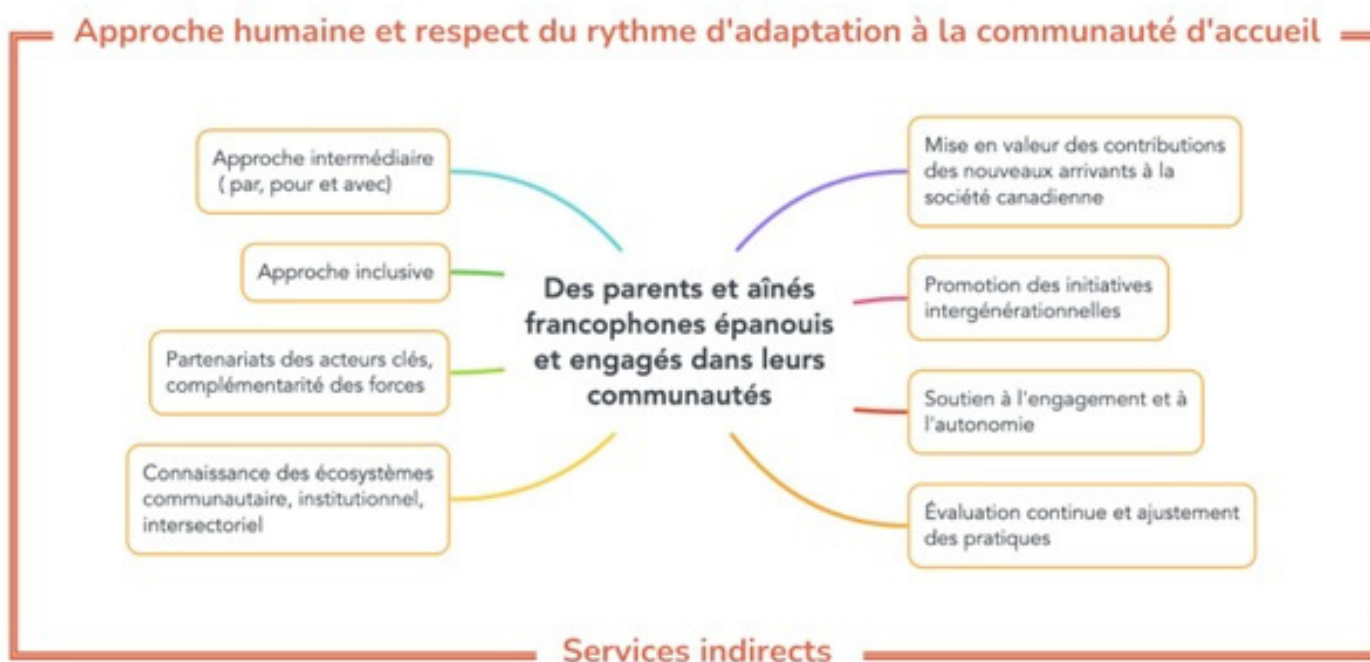 Approche humaine et respect du rythme d'adaptation à la communauté d'accueil
Approche intermédiaire
( par, pour et avec)
Approche inclusive
Partenariats des acteurs clés,
complémentarité des forces
Connaissance des écosystèmes
communautaire, institutionnel,
intersectoriel
Des parents et aînés
francophones épanouis
et engagés dans leurs
communautés
Mise en valeur des contributions
des nouveaux arrivants à la
société canadienne
Promotion des initiatives
intergénérationnelles
Soutien à l'engagement et à
l'autonomie
Évaluation continue et ajustement
des pratiques
Services indirects